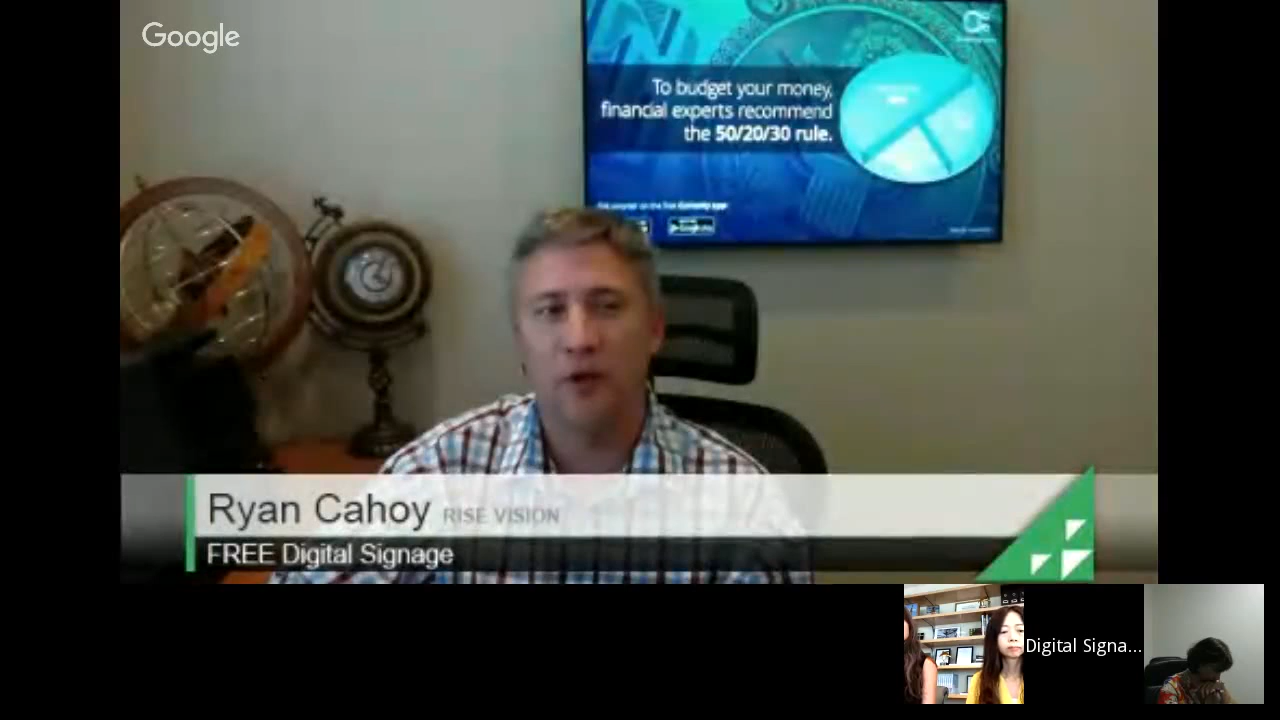 Google
To budget your money,
financial experts recommend
the 50/20/30 rule.
Ryan Cahoy RISE VISION
FREE Digital Signage
Digital Signa...